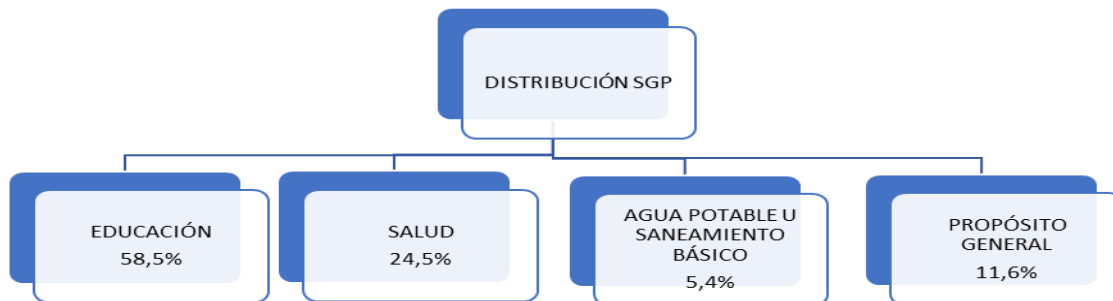 DISTRIBUCIÓN SGP
EDUCACIÓN
58,5%
SALUD
24,5%
AGUA POTABLE U
SANEAMIENTO
BÁSICO
5,4%
PROPÓSITO
GENERAL
11,6%